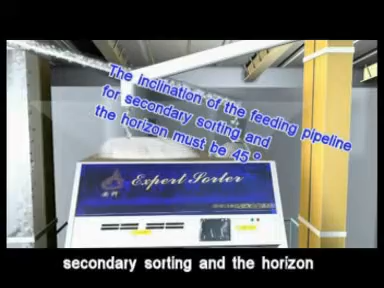 The inclination of the feeding pipeline
for secondary sorting and
the horizon must be 45 °
Expert Sorter
secondary sorting and the horizon